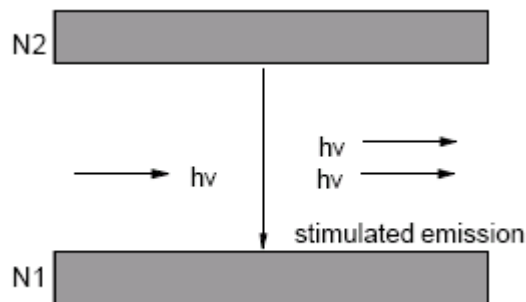 N2
hv
hv
hv
stimulated emission
N1